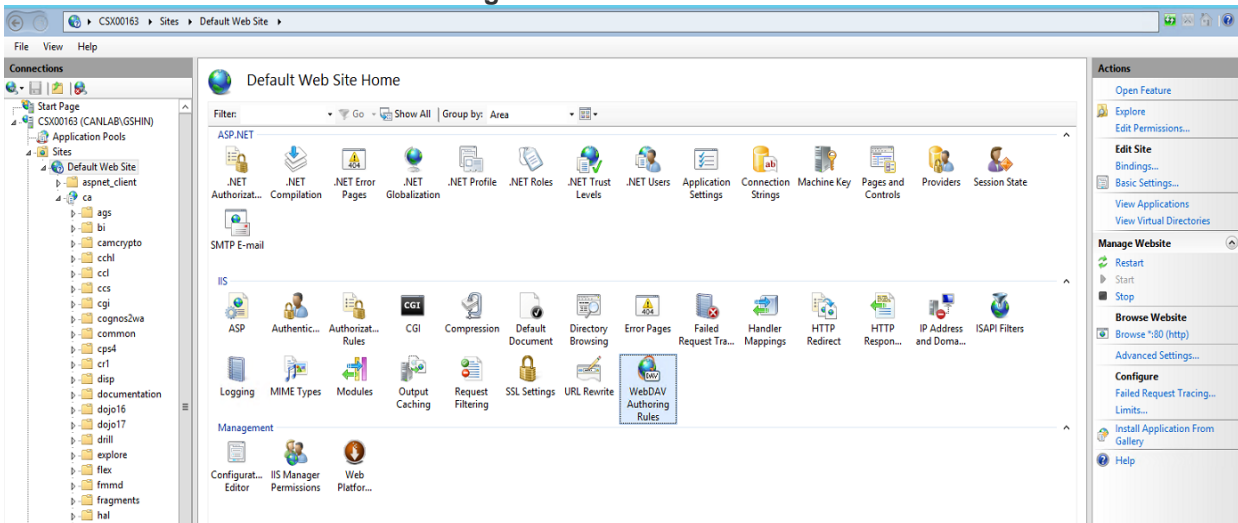 CSX00163 ▸ Sites ▸ Default Web Site ▸
File View Help
Connections
Start Page
CSX00163 (CANLAB\GSHIN)
Application Pools
Sites
Default Web Site
aspnet_client
ca
ags
bi
camcrypto
cchl
ccl
ccs
cgi
cognos2wa
common
cps4
cr1
disp
documentation
dojo16
dojo17
drill
explore
flex
fmmd
fragments
hal
Default Web Site Home
Filter: Go Show All Group by: Area
ASP.NET
.NET Authorizat...
.NET Compilation
.NET Error Pages
.NET Globalization
.NET Profile
.NET Roles
.NET Trust Levels
.NET Users
Application Settings
Connection Strings
Machine Key
Pages and Controls
Providers
Session State
SMTP E-mail
IIS
ASP
Authentic...
Authorizat... Rules
CGI
Compression
Default Document
Directory Browsing
Error Pages
Failed Request Tra...
Handler Mappings
HTTP Redirect
HTTP Respon...
IP Address and Doma...
ISAPI Filters
Logging
MIME Types
Modules
Output Caching
Request Filtering
SSL Settings
URL Rewrite
WebDAV Authoring Rules
Management
Configurat... Editor
IIS Manager Permissions
Web Platfor...
Actions
Open Feature
Explore
Edit Permissions...
Edit Site
Bindings...
Basic Settings...
View Applications
View Virtual Directories
Manage Website
Restart
Start
Stop
Browse Website
Browse *:80 (http)
Advanced Settings...
Configure
Failed Request Tracing...
Limits...
Install Application From
Gallery
Help